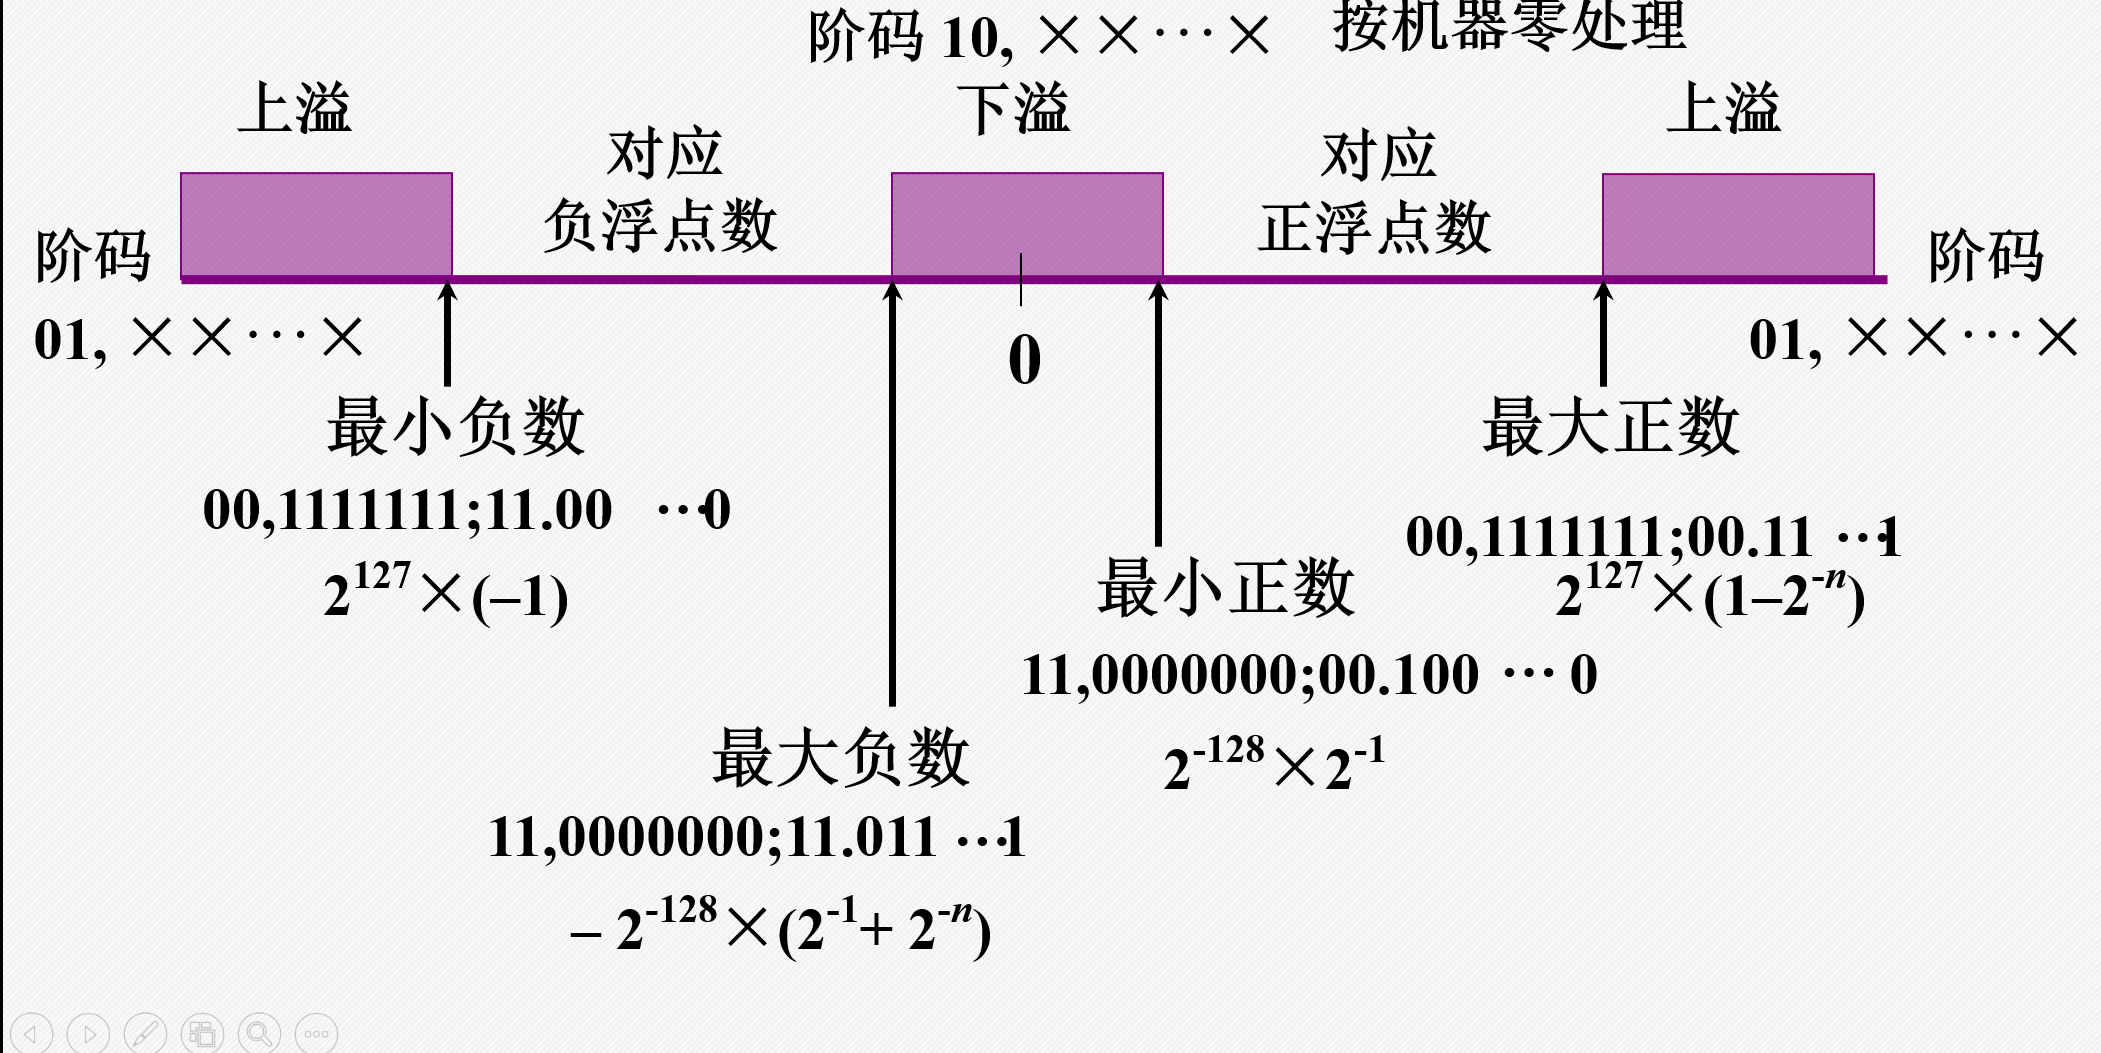 阶码 10, ××···× 按机器零处理
上溢 下溢 上溢
对应 对应
负浮点数 正浮点数
阶码 阶码
01, ××···× 0 01, ××···×
最小负数 最大正数
00,1111111;11.00 ···0 00,1111111;00.11 ···1
2^127×(–1) 2^127×(1–2^-n)
最小正数
11,0000000;00.100 ··· 0
2^-128×2^-1
最大负数
11,0000000;11.011 ···1
– 2^-128×(2^-1+ 2^-n)